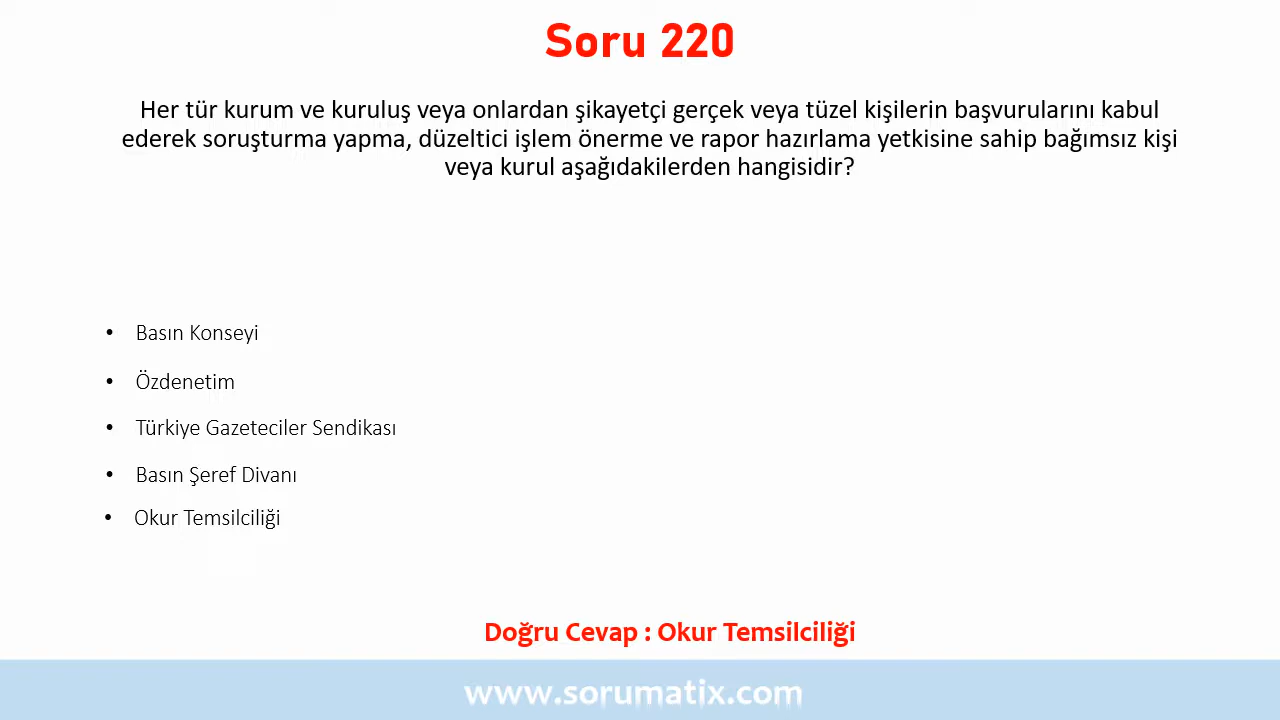 Soru 220
Her tür kurum ve kuruluş veya onlardan şikayetçi gerçek veya tüzel kişilerin başvurularını kabul
ederek soruşturma yapma, düzeltici işlem önerme ve rapor hazırlama yetkisine sahip bağımsız kişi
veya kurul aşağıdakilerden hangisidir?
• Basın Konseyi
• Özdenetim
• Türkiye Gazeteciler Sendikası
• Basın Şeref Divanı
• Okur Temsilciliği
Doğru Cevap : Okur Temsilciliği
www.sorumatix.com